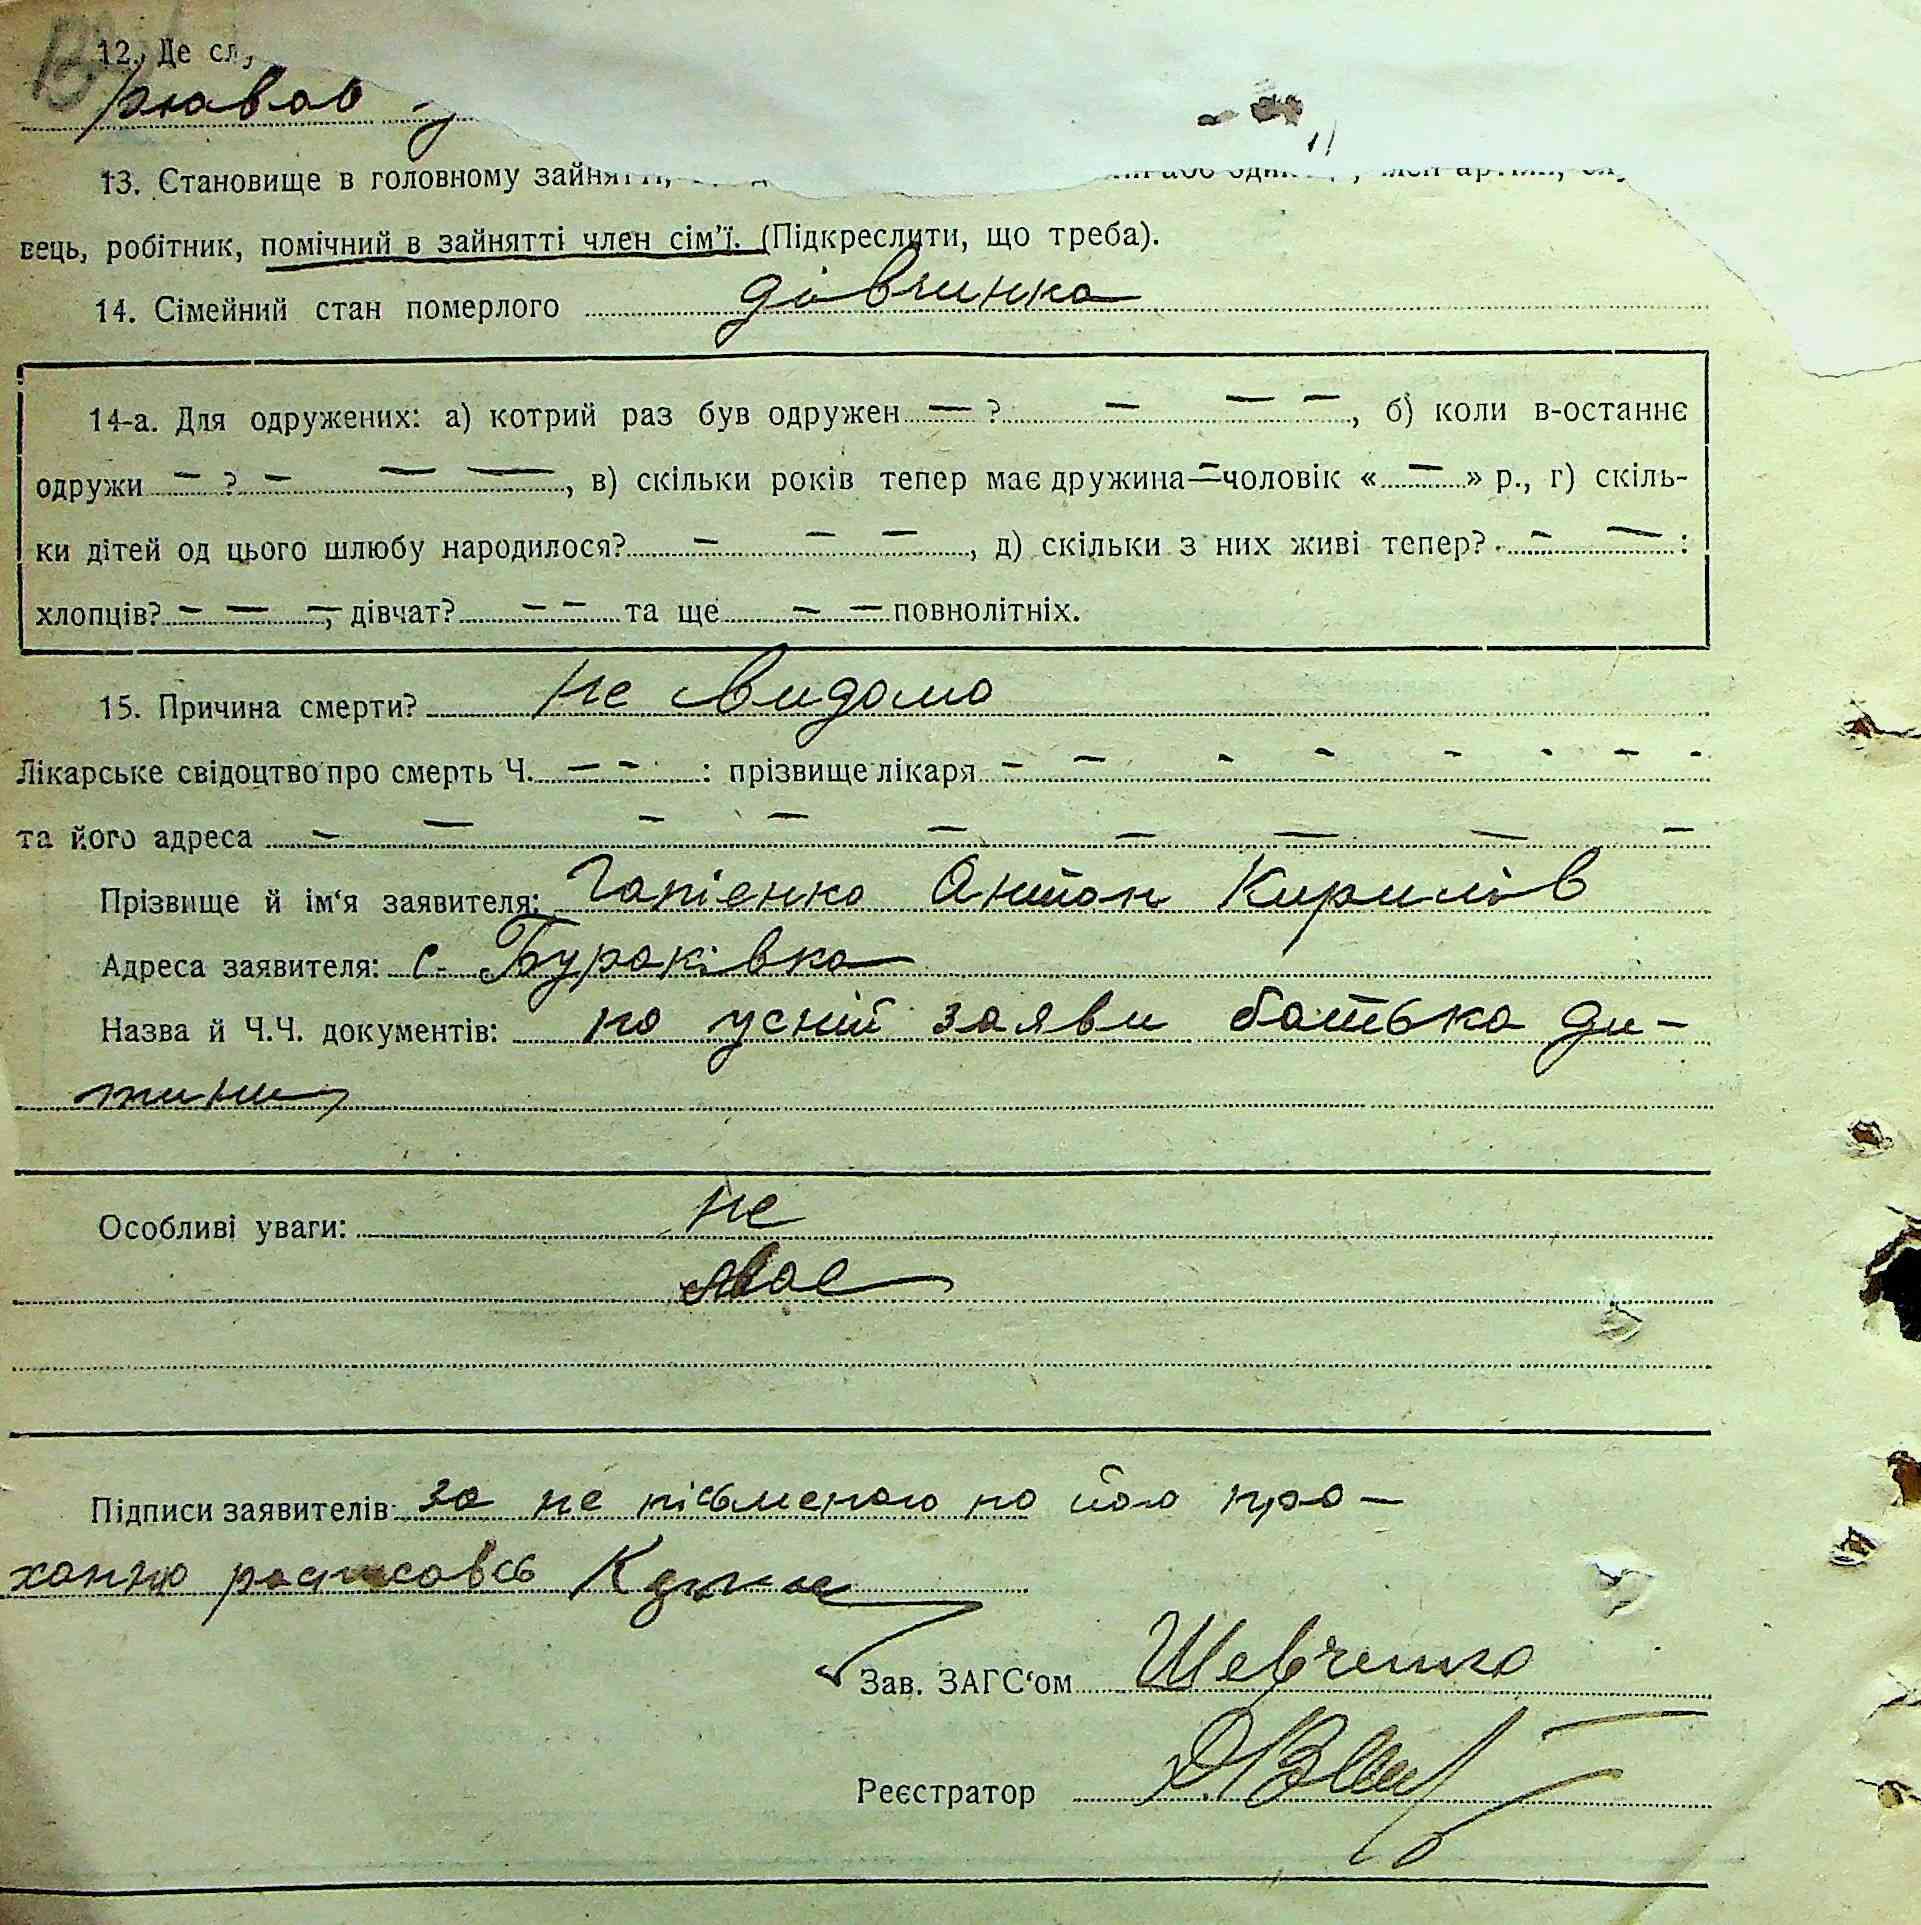 12. Де сл
13. Становище в головному зайнятті,
вець, робітник, помічний в зайнятті член сім'ї. (Підкреслити, що треба).
14. Сімейний стан померлого дівчинка
14-а. Для одружених: а) котрий раз був одружен — ? — — —, б) коли в-останнє
одружи — ? — — —, в) скільки років тепер має дружина—чоловік « — » р., г) скіль-
ки дітей од цього шлюбу народилося? — — —, д) скільки з них живі тепер? — — :
хлопців? — — —, дівчат? — — та ще — — повнолітніх.
15. Причина смерти? не видомо
Лікарське свідоцтво про смерть Ч. — — : прізвище лікаря — — - - - - - -
та його адреса — — — — — — — — —
Прізвище й ім'я заявителя: Гапієнко Антон Кирилів
Адреса заявителя: с. Бураківка
Назва й Ч.Ч. документів: по усній заяви батька ди-
тини
Особливі уваги: не
має
Підписи заявителів за не письменого по його про-
ханню росписавсь
Зав. ЗАГС'ом Шевченко
Реєстратор